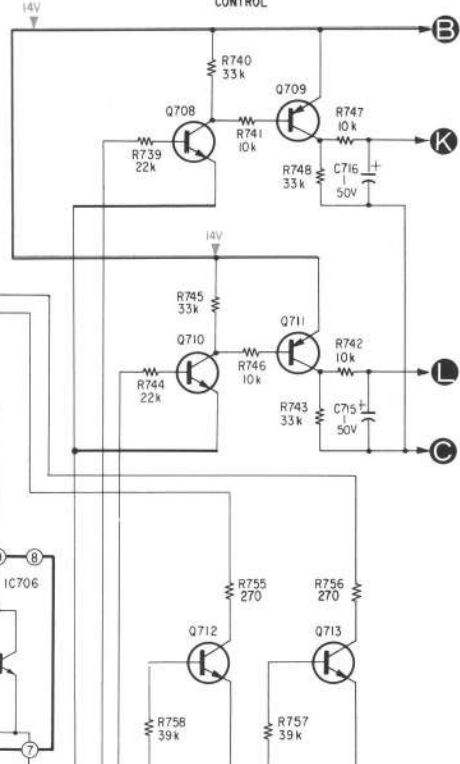 CONTROL
14V
B
R740
33k
Q708
Q709
R739
22k
R741
10k
R747
10k
K
R748
33k
C716
1
50V
+
14V
R745
33k
Q710
Q711
R744
22k
R746
10k
R742
10k
L
R743
33k
C715
1
50V
+
C
8
IC706
R755
270
R756
270
Q712
Q713
R758
39k
R757
39k
7